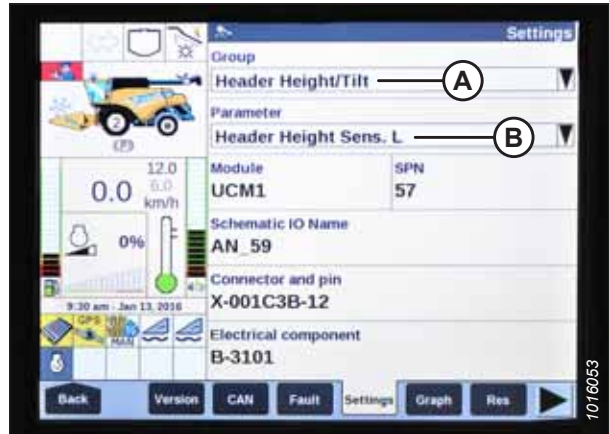 Settings
Group
Header Height/Tilt
A
Parameter
Header Height Sens. L
B
Module
SPN
UCM1
57
Schematic IO Name
AN_59
Connector and pin
X-001C3B-12
Electrical component
B-3101
2
(P)
12.0
0.0
6.0
km/h
0%
9:30 am - Jan 13, 2016
GPS
MAN
Back
Version
CAN
Fault
Settings
Graph
Res
1016053